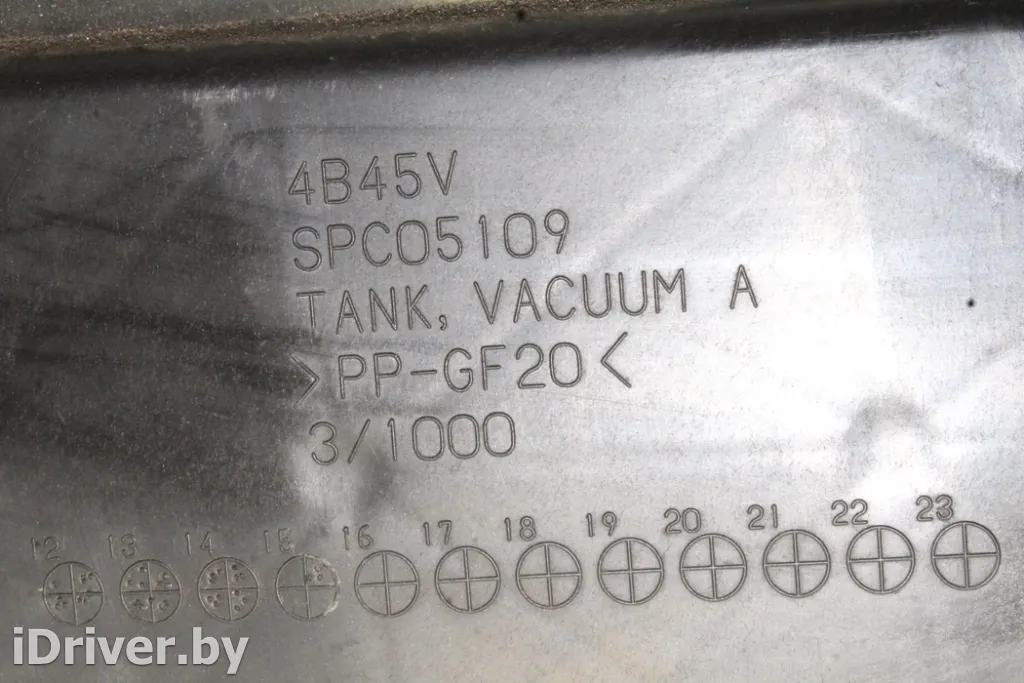 4B45V
SPC05109
TANK, VACUUM A
>PP-GF20<
3/1000
12 13 14 15 16 17 18 19 20 21 22 23
iDriver.by